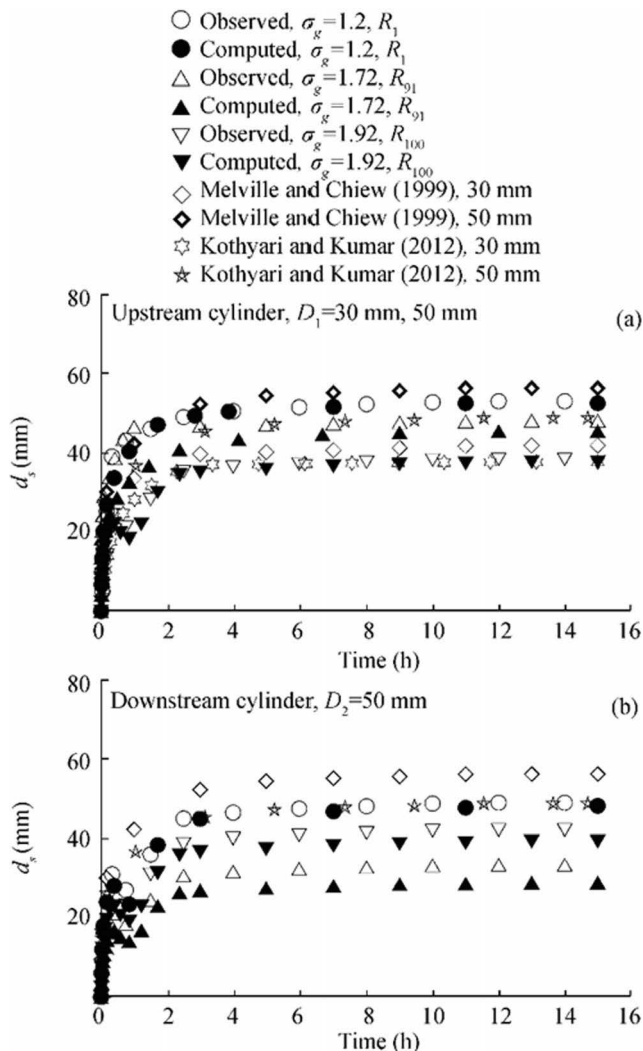 Observed, σg=1.2, R1
Computed, σg=1.2, R1
Observed, σg=1.72, R91
Computed, σg=1.72, R91
Observed, σg=1.92, R100
Computed, σg=1.92, R100
Melville and Chiew (1999), 30 mm
Melville and Chiew (1999), 50 mm
Kothyari and Kumar (2012), 30 mm
Kothyari and Kumar (2012), 50 mm
80
Upstream cylinder, D1=30 mm, 50 mm
(a)
60
ds (mm)
40
20
0
0 2 4 6 8 10 12 14 16
Time (h)
80
Downstream cylinder, D2=50 mm
(b)
60
ds (mm)
40
20
0
0 2 4 6 8 10 12 14 16
Time (h)